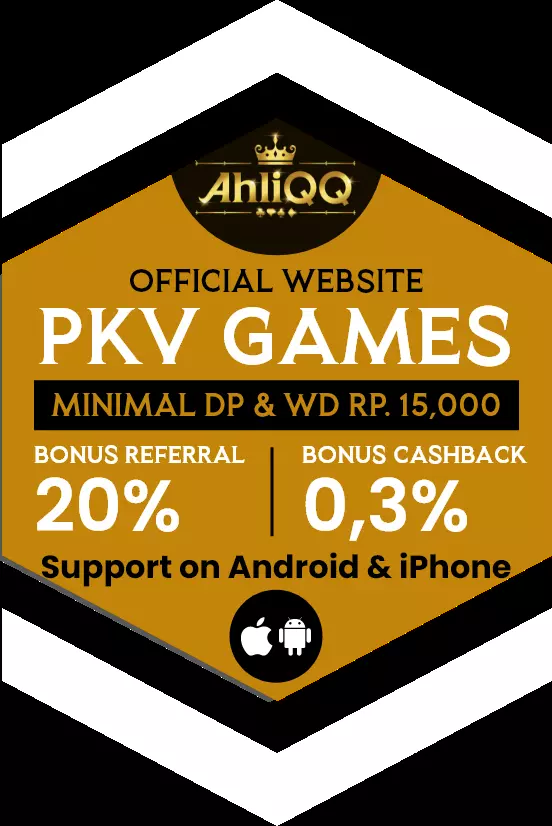 AhliQQ
OFFICIAL WEBSITE
PKV GAMES
MINIMAL DP & WD RP. 15,000
BONUS REFERRAL
20%
BONUS CASHBACK
0,3%
Support on Android & iPhone